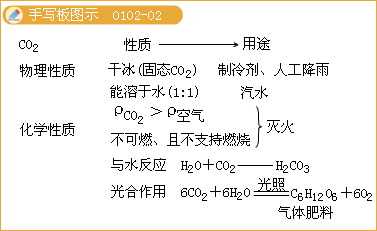 手写板图示 0102-02
CO₂ 性质 ⟶ 用途
物理性质 干冰(固态CO₂) 制冷剂、人工降雨
能溶于水(1:1) 汽水
ρCO₂ > ρ空气
化学性质 不可燃、且不支持燃烧 } 灭火
与水反应 H₂O+CO₂——H₂CO₃
光合作用 6CO₂+6H₂O 光照 ══ C₆H₁₂O₆+6O₂
气体肥料